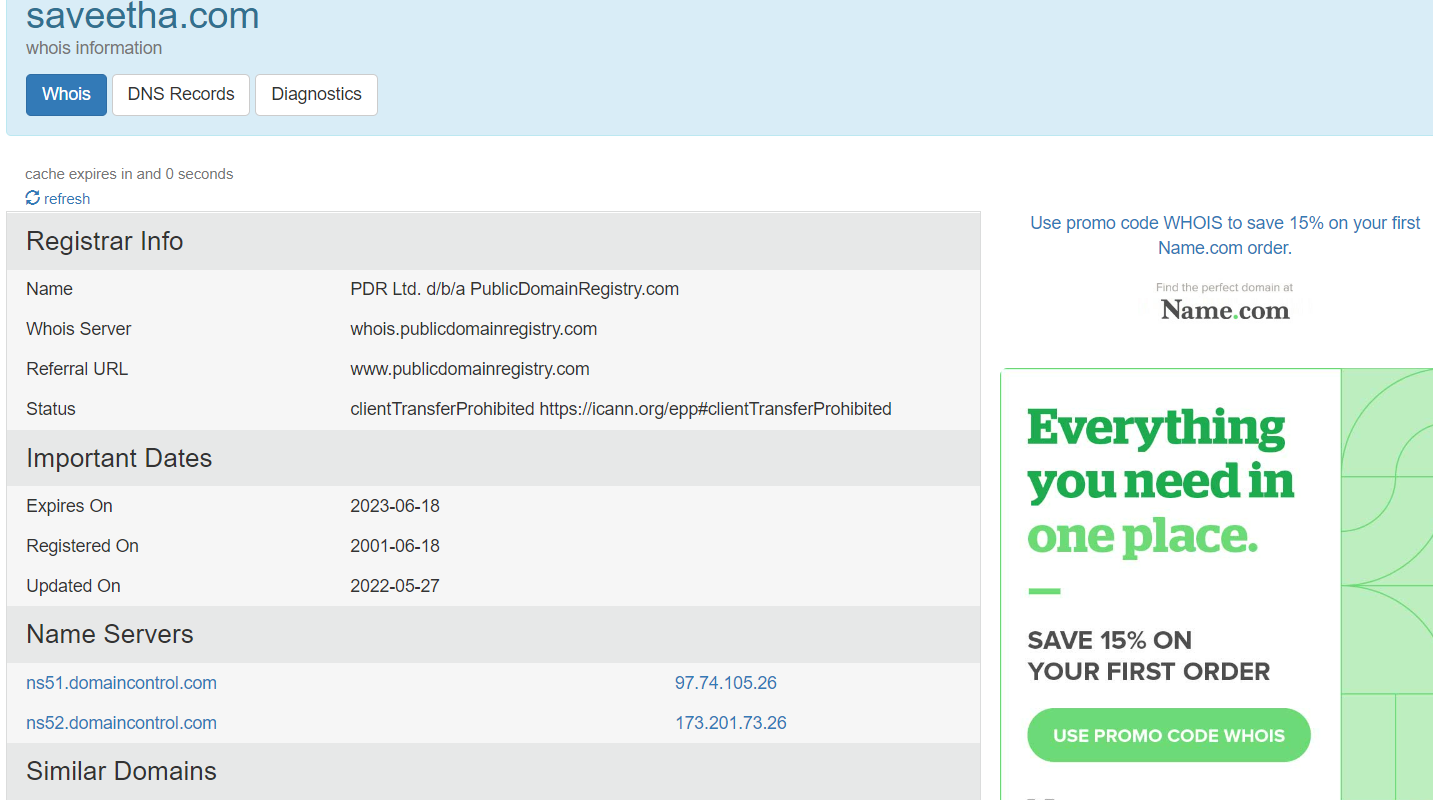 saveetha.com
whois information
Whois DNS Records Diagnostics
cache expires in and 0 seconds
refresh
Registrar Info
Name PDR Ltd. d/b/a PublicDomainRegistry.com
Whois Server whois.publicdomainregistry.com
Referral URL www.publicdomainregistry.com
Status clientTransferProhibited https://icann.org/epp#clientTransferProhibited
Important Dates
Expires On 2023-06-18
Registered On 2001-06-18
Updated On 2022-05-27
Name Servers
ns51.domaincontrol.com 97.74.105.26
ns52.domaincontrol.com 173.201.73.26
Similar Domains
Use promo code WHOIS to save 15% on your first
Name.com order.
Find the perfect domain at
Name.com
Everything
you need in
one place.
SAVE 15% ON
YOUR FIRST ORDER
USE PROMO CODE WHOIS